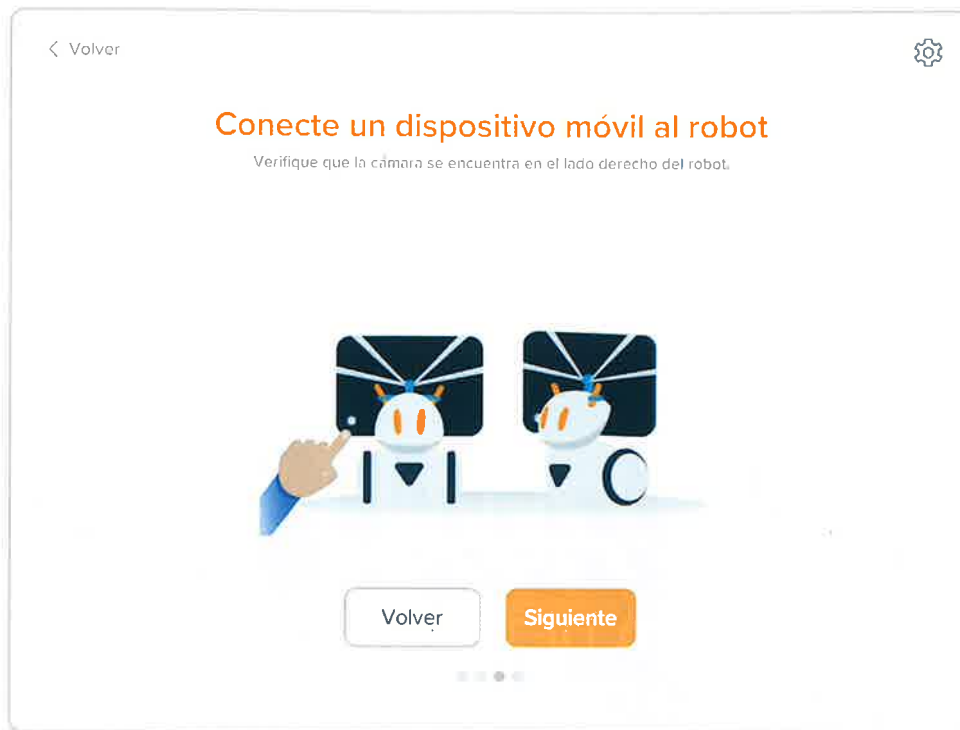 Volver
Conecte un dispositivo móvil al robot
Verifique que la cámara se encuentra en el lado derecho del robot.
Volver
Siguiente